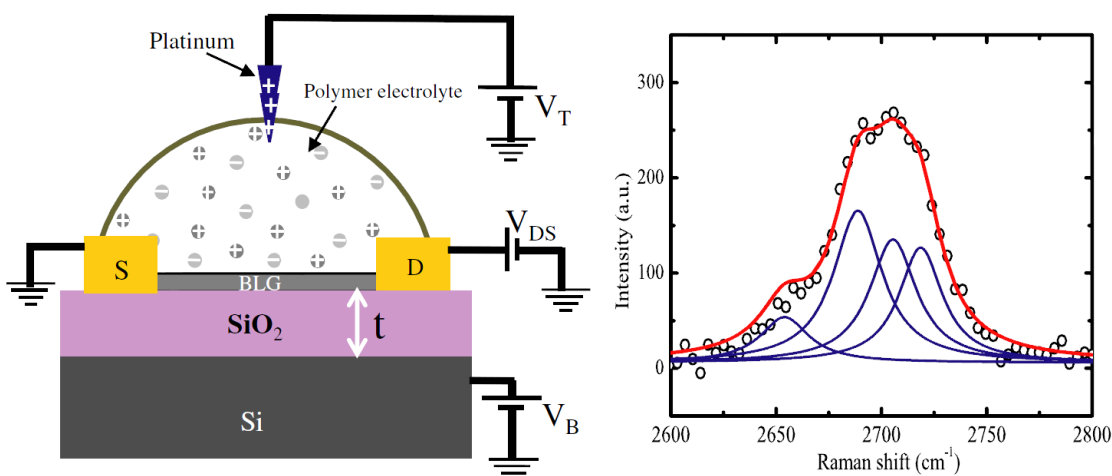 Platinum
Polymer electrolyte
V_T
V_DS
S
D
BLG
SiO₂
t
Si
V_B
Intensity (a.u.)
300
200
100
0
2600
2650
2700
2750
2800
Raman shift (cm⁻¹)